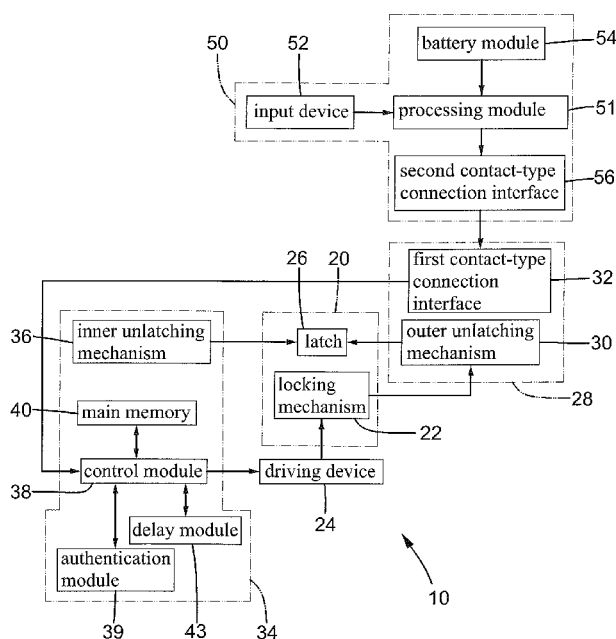 54
battery module
52
50
input device
processing module
51
second contact-type
connection interface
56
26
20
first contact-type
connection
interface
32
36
inner unlatching
mechanism
latch
outer unlatching
mechanism
30
40
main memory
locking
mechanism
28
22
control module
38
driving device
24
delay module
authentication
module
10
39
43
34